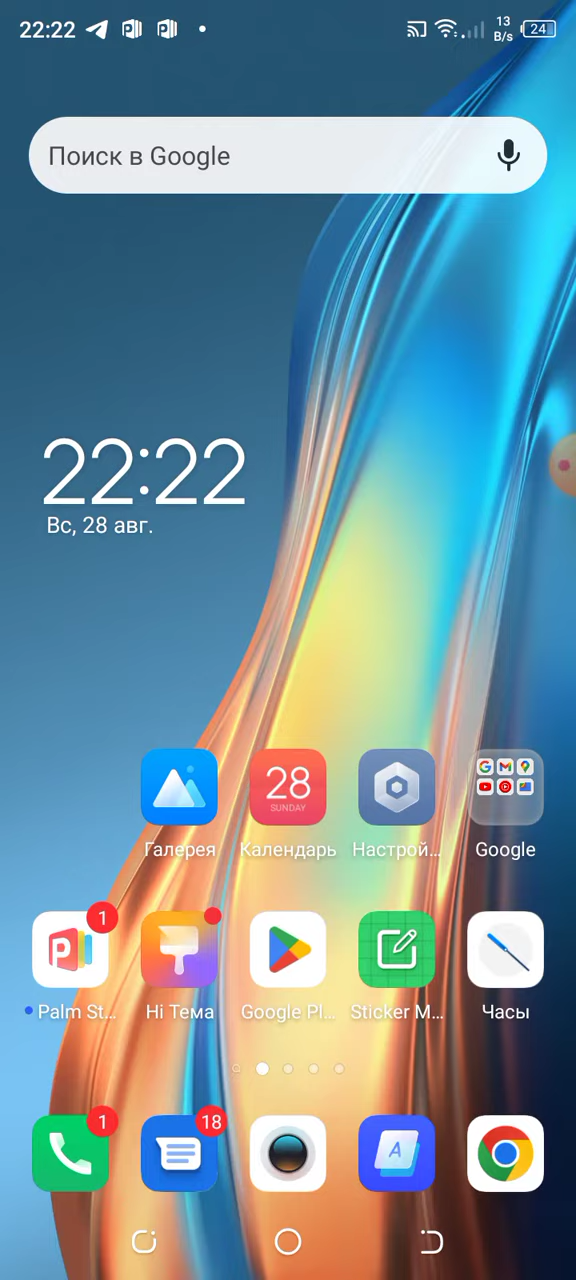 22:22
13
B/s
24
Поиск в Google
22:22
Вс, 28 авг.
28
SUNDAY
Галерея
Календарь
Настрой...
Google
1
Palm St...
Hi Тема
Google Pl...
Sticker M...
Часы
1
18
A